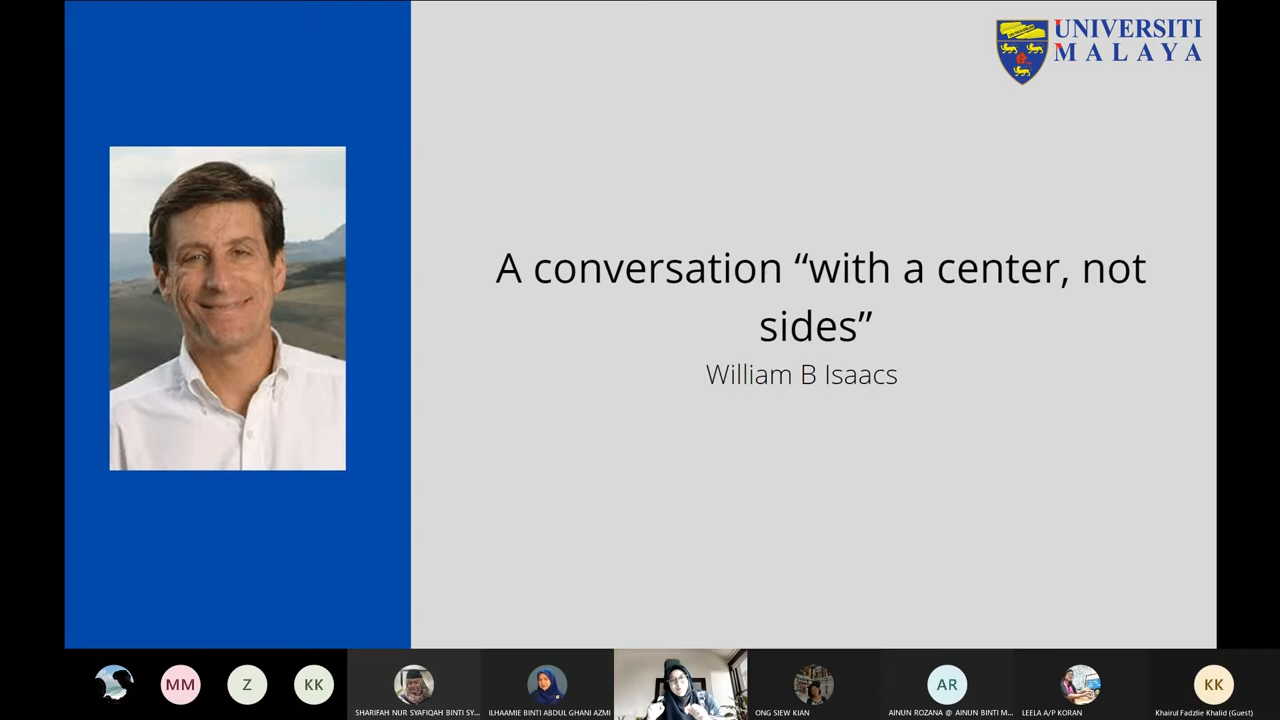 UNIVERSITI
MALAYA
A conversation “with a center, not
sides”
William B Isaacs
MM
Z
KK
SHARIFAH NUR SYAFIQAH BINTI SY...
ILHAAMIE BINTI ABDUL GHANI AZMI
ONG SIEW KIAN
AR
AINUN ROZANA @ AINUN BINTI M...
LEELA A/P KORAN
KK
Khairul Fadzlie Khalid (Guest)